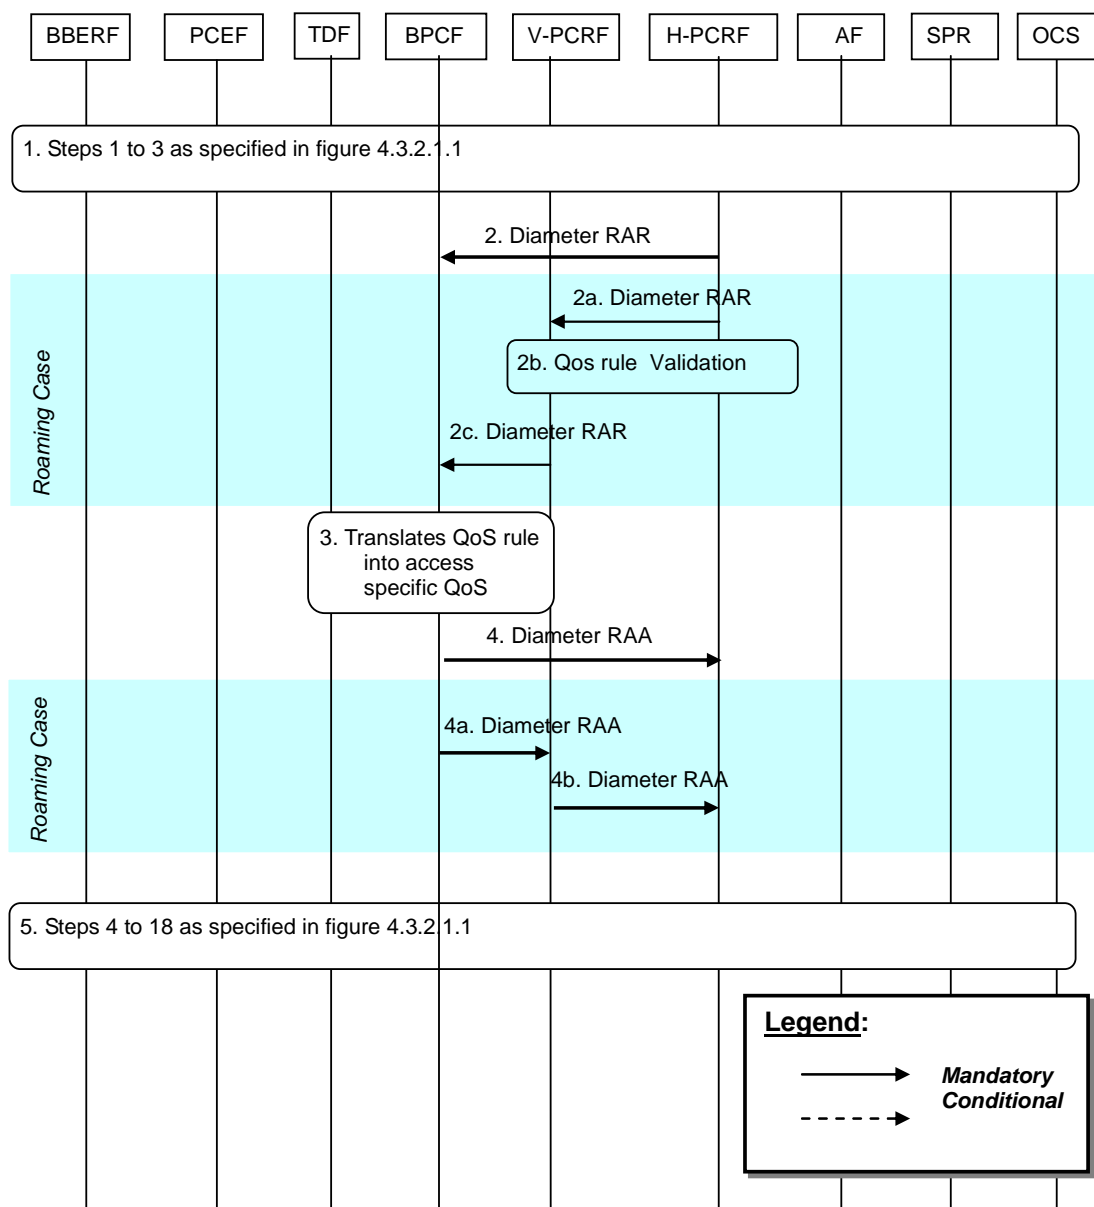 BBERF PCEF TDF BPCF V-PCRF H-PCRF AF SPR OCS
1. Steps 1 to 3 as specified in figure 4.3.2.1.1
2. Diameter RAR
2a. Diameter RAR
2b. Qos rule Validation
2c. Diameter RAR
Roaming Case
3. Translates QoS rule
into access
specific QoS
4. Diameter RAA
4a. Diameter RAA
4b. Diameter RAA
Roaming Case
5. Steps 4 to 18 as specified in figure 4.3.2.1.1
Legend:
Mandatory
Conditional